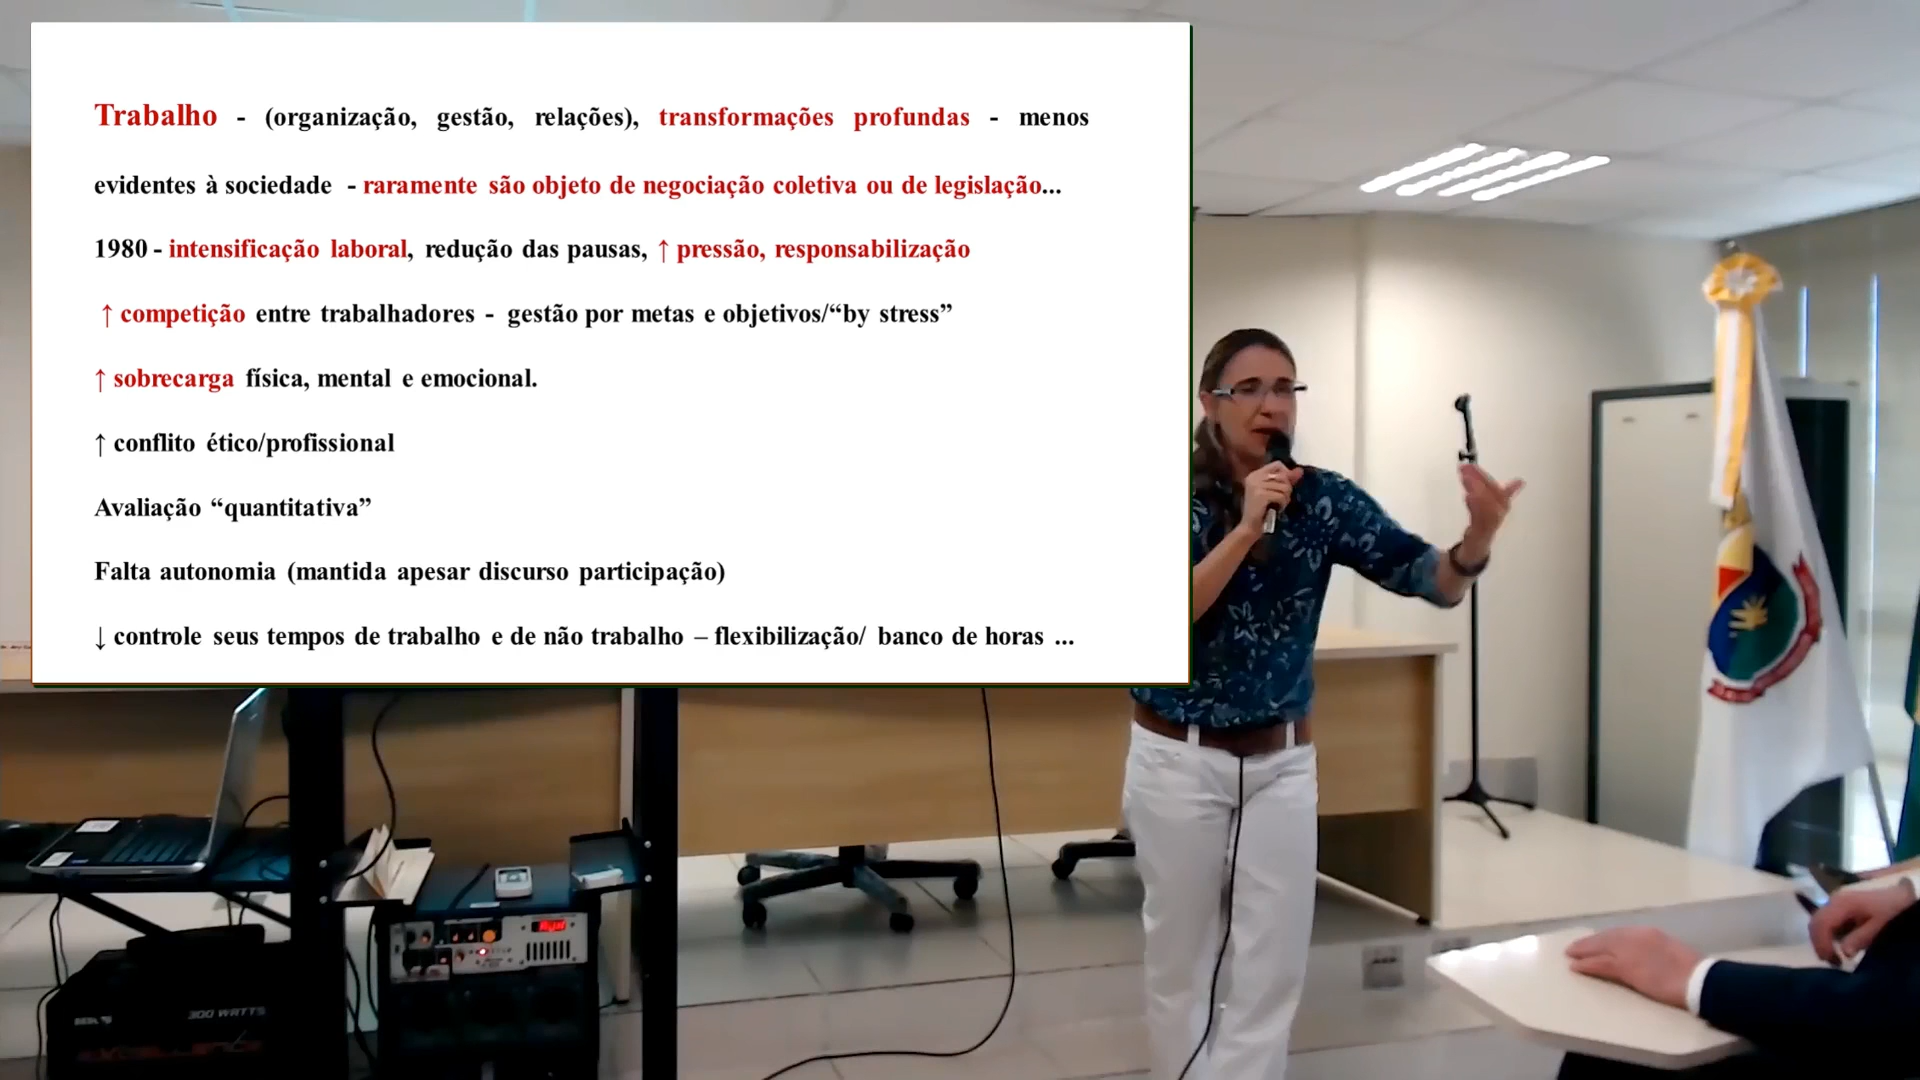 Trabalho - (organização, gestão, relações), transformações profundas - menos
evidentes à sociedade - raramente são objeto de negociação coletiva ou de legislação...
1980 - intensificação laboral, redução das pausas, ↑ pressão, responsabilização
↑ competição entre trabalhadores - gestão por metas e objetivos/“by stress”
↑ sobrecarga física, mental e emocional.
↑ conflito ético/profissional
Avaliação “quantitativa”
Falta autonomia (mantida apesar discurso participação)
↓ controle seus tempos de trabalho e de não trabalho – flexibilização/ banco de horas ...
300 WATTS